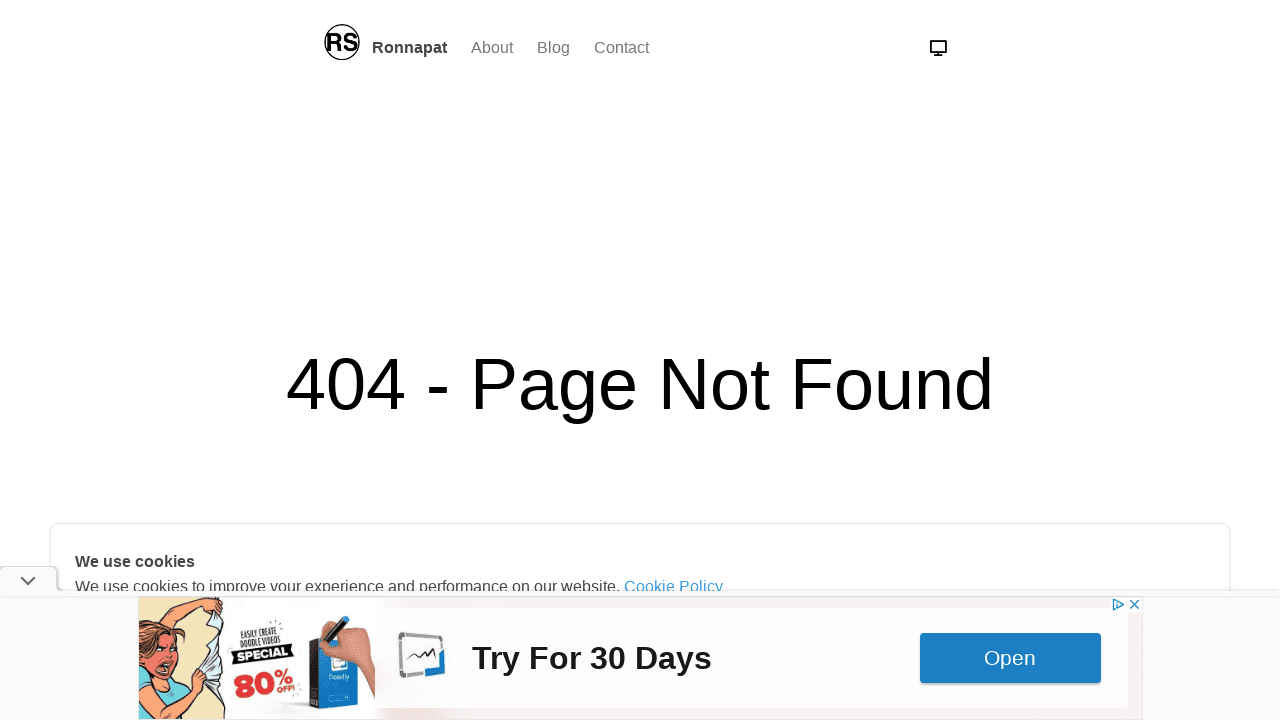 RS
Ronnapat About Blog Contact
404 - Page Not Found
We use cookies
We use cookies to improve your experience and performance on our website. Cookie Policy
EASILY CREATE
DOODLE VIDEOS
SPECIAL
80% OFF!
Doodly
Try For 30 Days
Open